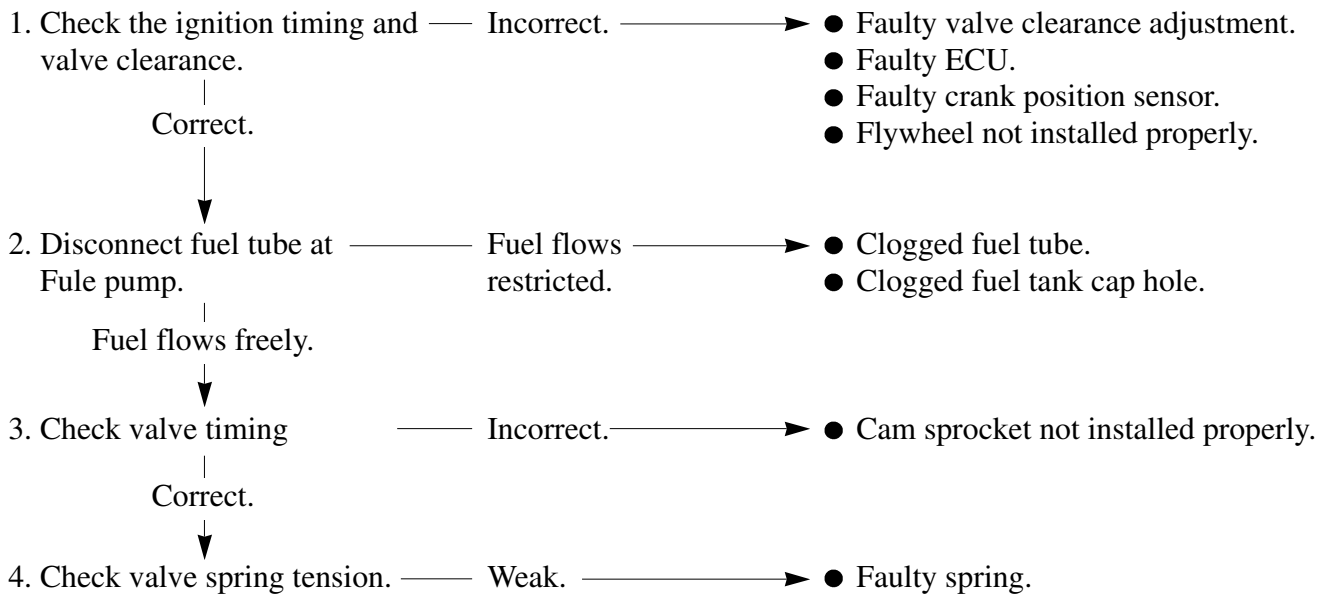 1. Check the ignition timing and Incorrect. ● Faulty valve clearance adjustment.
valve clearance. ● Faulty ECU.
● Faulty crank position sensor.
Correct. ● Flywheel not installed properly.
2. Disconnect fuel tube at Fuel flows ● Clogged fuel tube.
Fule pump. restricted. ● Clogged fuel tank cap hole.
Fuel flows freely.
3. Check valve timing Incorrect. ● Cam sprocket not installed properly.
Correct.
4. Check valve spring tension. Weak. ● Faulty spring.